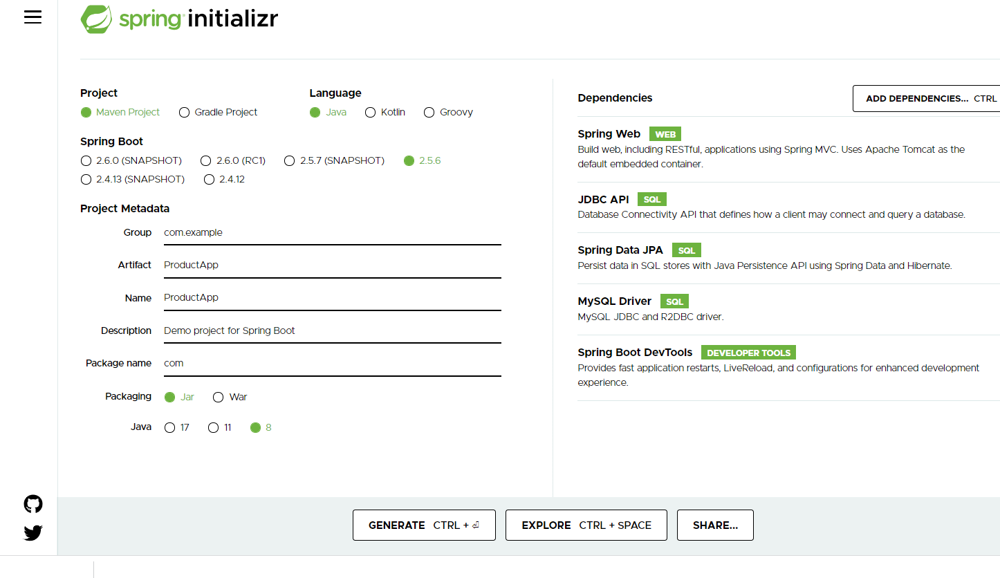 spring initializr
Project
Maven Project Gradle Project
Language
Java Kotlin Groovy
Spring Boot
2.6.0 (SNAPSHOT) 2.6.0 (RC1) 2.5.7 (SNAPSHOT) 2.5.6
2.4.13 (SNAPSHOT) 2.4.12
Project Metadata
Group com.example
Artifact ProductApp
Name ProductApp
Description Demo project for Spring Boot
Package name com
Packaging Jar War
Java 17 11 8
Dependencies
ADD DEPENDENCIES... CTRL
Spring Web WEB
Build web, including RESTful, applications using Spring MVC. Uses Apache Tomcat as the
default embedded container.
JDBC API SQL
Database Connectivity API that defines how a client may connect and query a database.
Spring Data JPA SQL
Persist data in SQL stores with Java Persistence API using Spring Data and Hibernate.
MySQL Driver SQL
MySQL JDBC and R2DBC driver.
Spring Boot DevTools DEVELOPER TOOLS
Provides fast application restarts, LiveReload, and configurations for enhanced development
experience.
GENERATE CTRL + ⏎
EXPLORE CTRL + SPACE
SHARE...